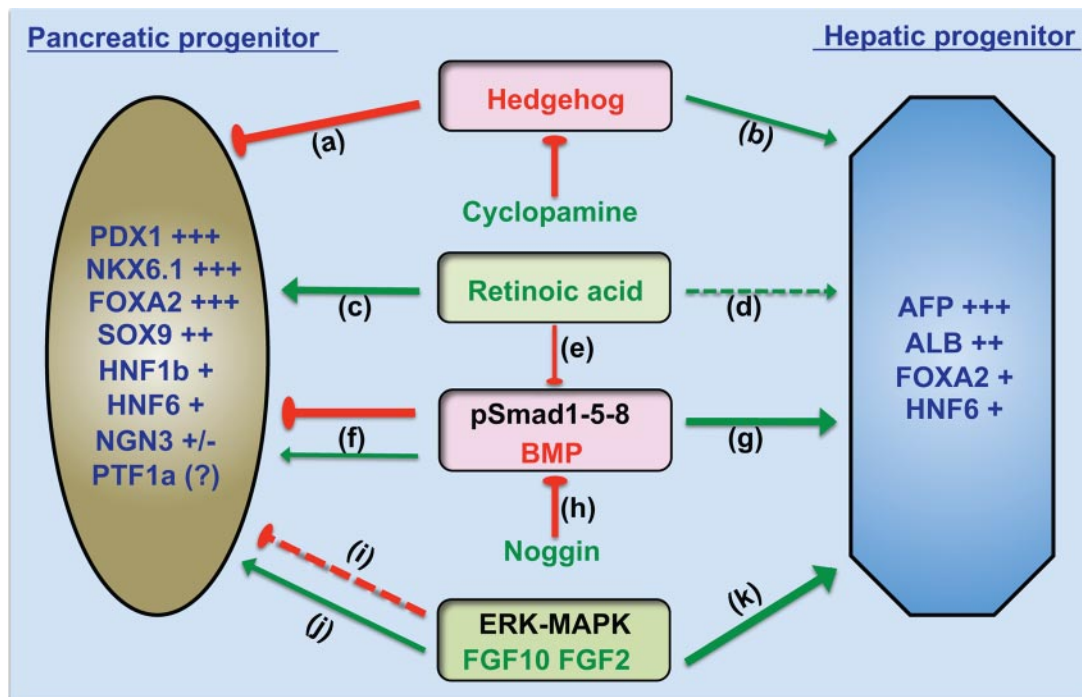 Pancreatic progenitor
Hepatic progenitor
Hedgehog
(a)
(b)
Cyclopamine
PDX1 +++
NKX6.1 +++
FOXA2 +++
SOX9 ++
HNF1b +
HNF6 +
NGN3 +/-
PTF1a (?)
Retinoic acid
(c)
(d)
(e)
AFP +++
ALB ++
FOXA2 +
HNF6 +
pSmad1-5-8
BMP
(f)
(g)
(h)
Noggin
(i)
(j)
(k)
ERK-MAPK
FGF10 FGF2